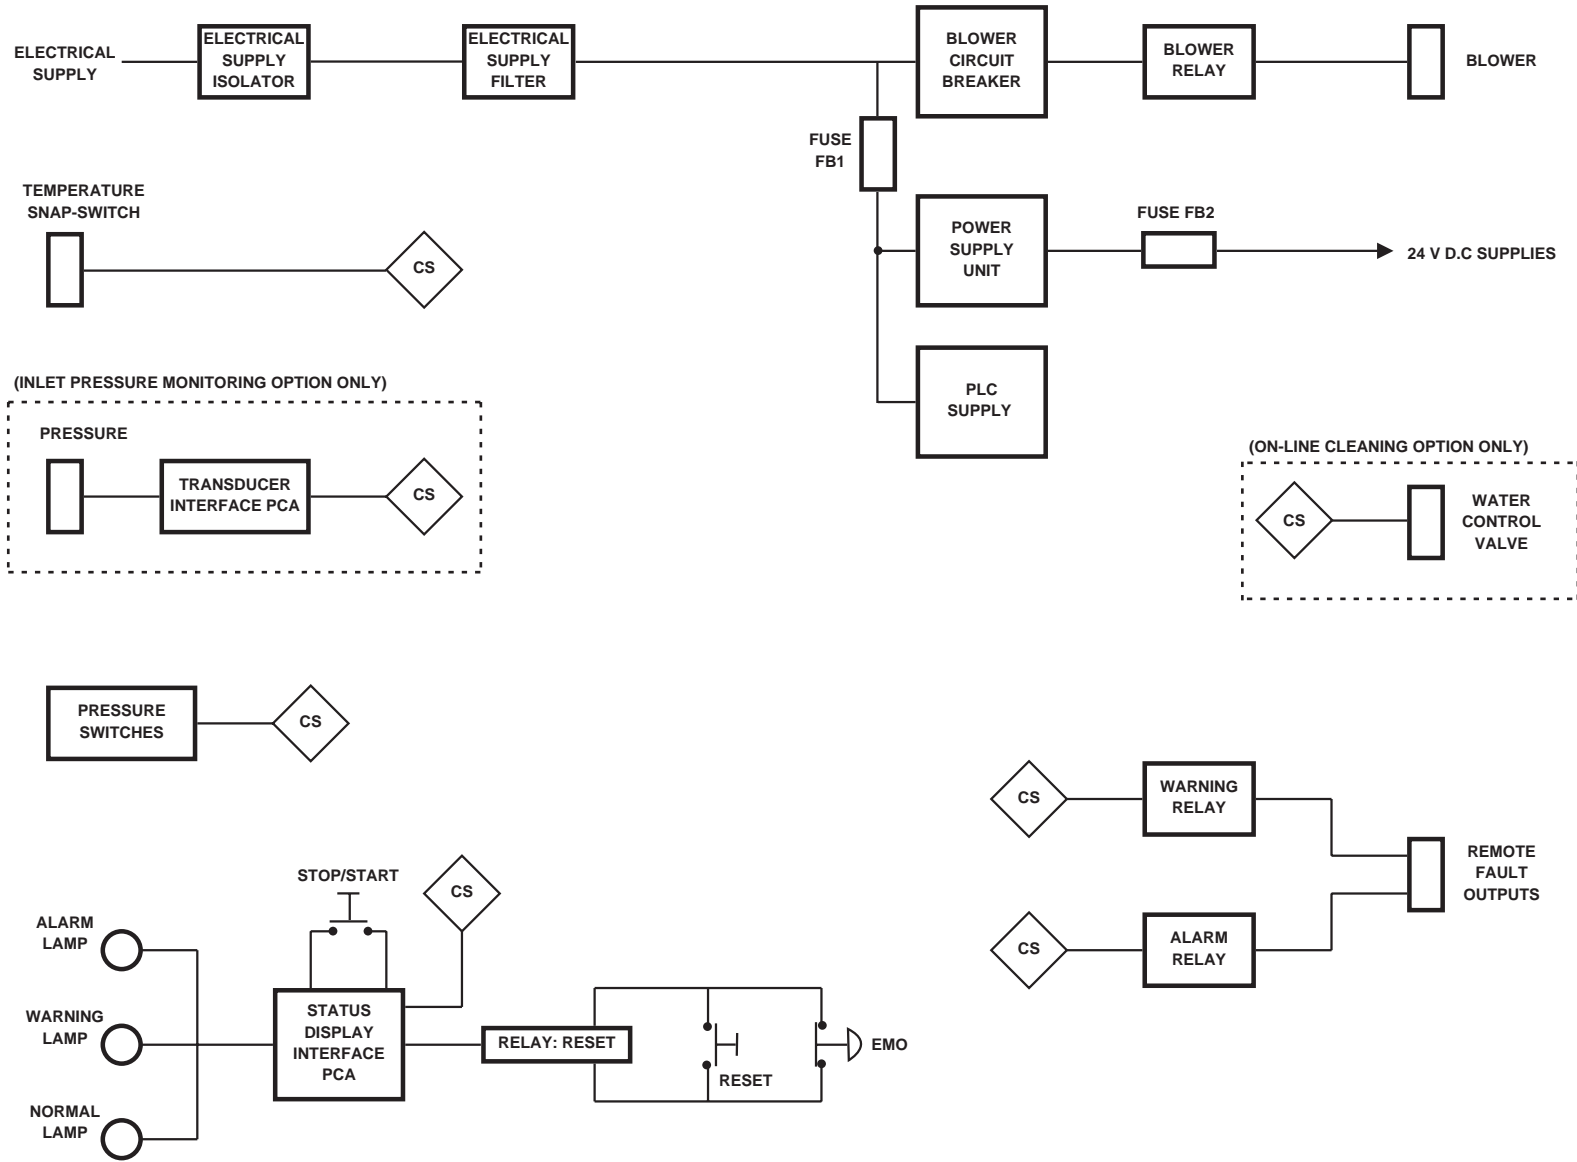 ELECTRICAL
SUPPLY
ELECTRICAL
SUPPLY
ISOLATOR
ELECTRICAL
SUPPLY
FILTER
BLOWER
CIRCUIT
BREAKER
BLOWER
RELAY
BLOWER
FUSE
FB1
TEMPERATURE
SNAP-SWITCH
CS
POWER
SUPPLY
UNIT
FUSE FB2
24 V D.C SUPPLIES
PLC
SUPPLY
(INLET PRESSURE MONITORING OPTION ONLY)
PRESSURE
TRANSDUCER
INTERFACE PCA
CS
(ON-LINE CLEANING OPTION ONLY)
CS
WATER
CONTROL
VALVE
PRESSURE
SWITCHES
CS
CS
WARNING
RELAY
CS
ALARM
RELAY
REMOTE
FAULT
OUTPUTS
STOP/START
CS
ALARM
LAMP
WARNING
LAMP
NORMAL
LAMP
STATUS
DISPLAY
INTERFACE
PCA
RELAY: RESET
RESET
EMO